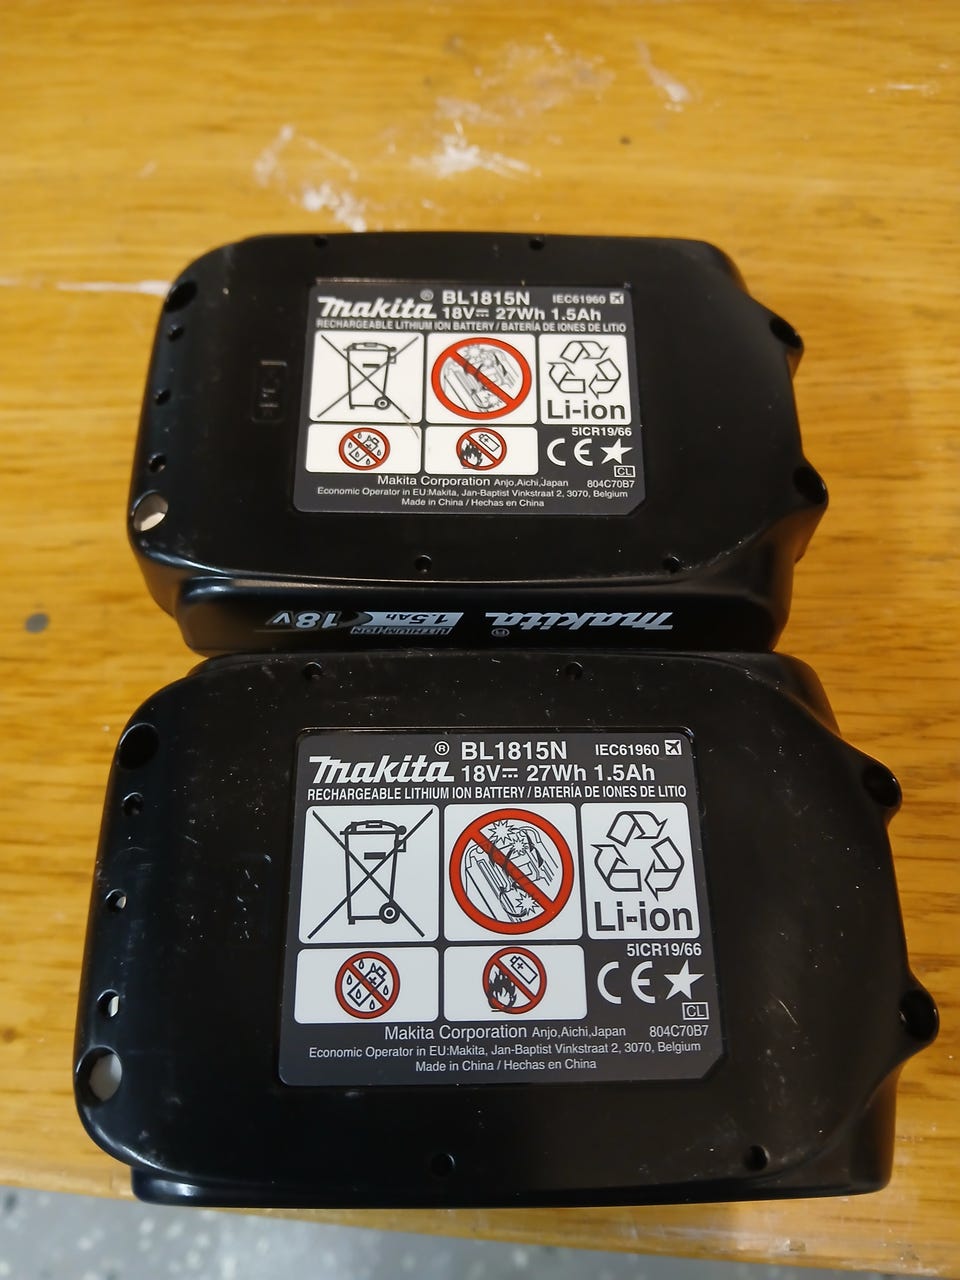 makita® BL1815N IEC61960
18V 27Wh 1.5Ah
RECHARGEABLE LITHIUM ION BATTERY / BATERÍA DE IONES DE LITIO
Li-ion
5ICR19/66
CE
CL
Makita Corporation Anjo,Aichi,Japan 804C70B7
Economic Operator in EU:Makita, Jan-Baptist Vinkstraat 2, 3070, Belgium
Made in China / Hechas en China
makita® LITHIUM-ION 1.5Ah 18V
makita® BL1815N IEC61960
18V 27Wh 1.5Ah
RECHARGEABLE LITHIUM ION BATTERY / BATERÍA DE IONES DE LITIO
Li-ion
5ICR19/66
CE
CL
Makita Corporation Anjo,Aichi,Japan 804C70B7
Economic Operator in EU:Makita, Jan-Baptist Vinkstraat 2, 3070, Belgium
Made in China / Hechas en China